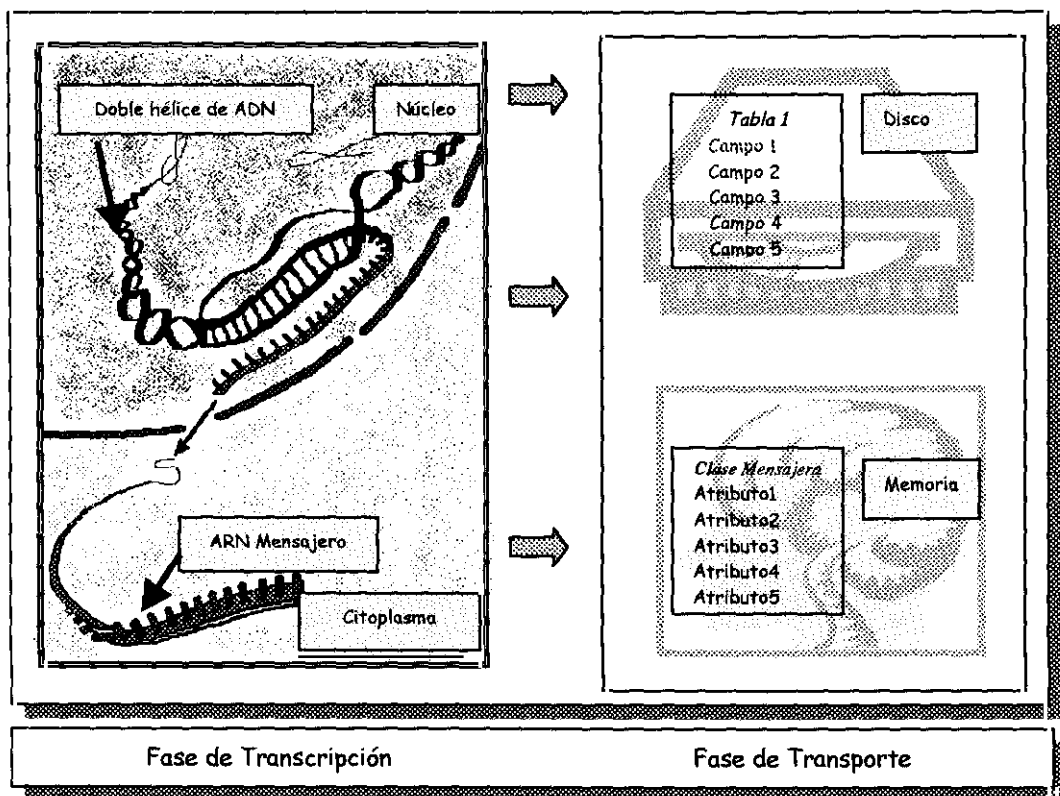 Doble hélice de ADN
Núcleo
ARN Mensajero
Citoplasma
Tabla 1
Campo 1
Campo 2
Campo 3
Campo 4
Campo 5
Disco
Clase Mensajera
Atributo1
Atributo2
Atributo3
Atributo4
Atributo5
Memoria
Fase de Transcripción
Fase de Transporte